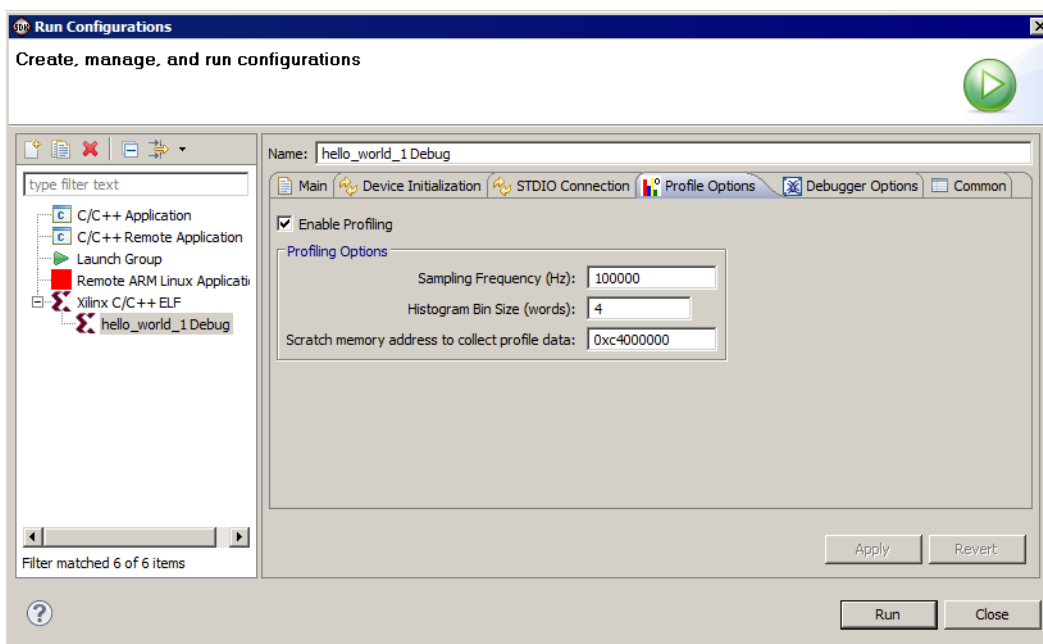 SDK Run Configurations
Create, manage, and run configurations
Name: hello_world_1 Debug
type filter text
Main Device Initialization STDIO Connection Profile Options Debugger Options Common
C C/C++ Application
C C/C++ Remote Application
Launch Group
Remote ARM Linux Applicati
Xilinx C/C++ ELF
hello_world_1 Debug
Enable Profiling
Profiling Options
Sampling Frequency (Hz): 100000
Histogram Bin Size (words): 4
Scratch memory address to collect profile data: 0xc4000000
Filter matched 6 of 6 items
Apply Revert
? Run Close